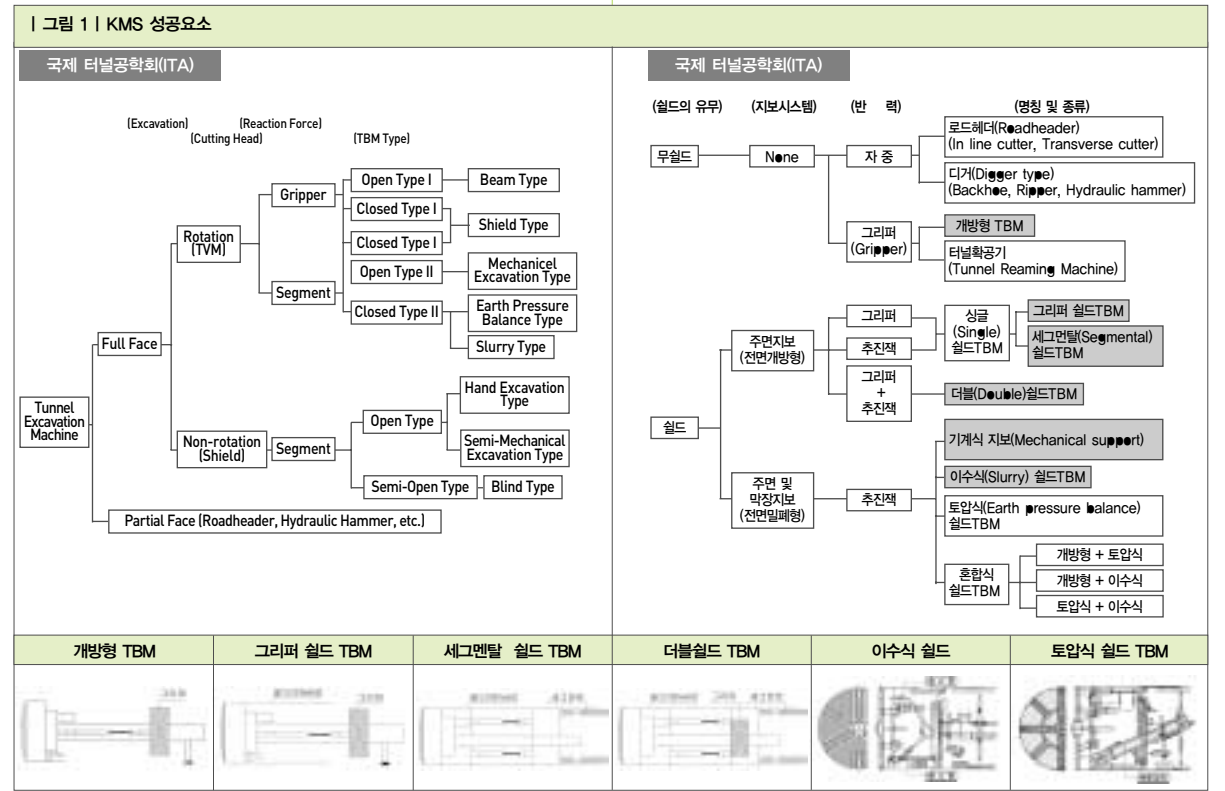 | 그림 1 | KMS 성공요소
국제 터널공학회(ITA)
(Excavation)
(Reaction Force)
(Cutting Head)
(TBM Type)
Tunnel
Excavation
Machine
Full Face
Rotation
(TVM)
Gripper
Open Type I
Beam Type
Closed Type I
Closed Type I
Shield Type
Segment
Open Type II
Mechanicel
Excavation Type
Closed Type II
Earth Pressure
Balance Type
Slurry Type
Non-rotation
(Shield)
Segment
Open Type
Hand Excavation
Type
Semi-Mechanical
Excavation Type
Semi-Open Type
Blind Type
Partial Face (Roadheader, Hydraulic Hammer, etc.)
국제 터널공학회(ITA)
(쉴드의 유무)
(지보시스템)
(반 력)
(명칭 및 종류)
무쉴드
None
자 중
로드헤더(Roadheader)
(In line cutter, Transverse cutter)
디거(Digger type)
(Backhoe, Ripper, Hydraulic hammer)
그리퍼
(Gripper)
개방형 TBM
터널확공기
(Tunnel Reaming Machine)
쉴드
주면지보
(전면개방형)
그리퍼
추진잭
싱글
(Single)
쉴드TBM
그리퍼 쉴드TBM
세그먼탈(Segmental)
쉴드TBM
그리퍼
+
추진잭
더블(Double)쉴드TBM
주면 및
막장지보
(전면밀폐형)
추진잭
기계식 지보(Mechanical support)
이수식(Slurry) 쉴드TBM
토압식(Earth pressure balance)
쉴드TBM
혼합식
쉴드TBM
개방형 + 토압식
개방형 + 이수식
토압식 + 이수식
개방형 TBM
그리퍼 쉴드 TBM
세그멘탈 쉴드 TBM
더블쉴드 TBM
이수식 쉴드
토압식 쉴드 TBM